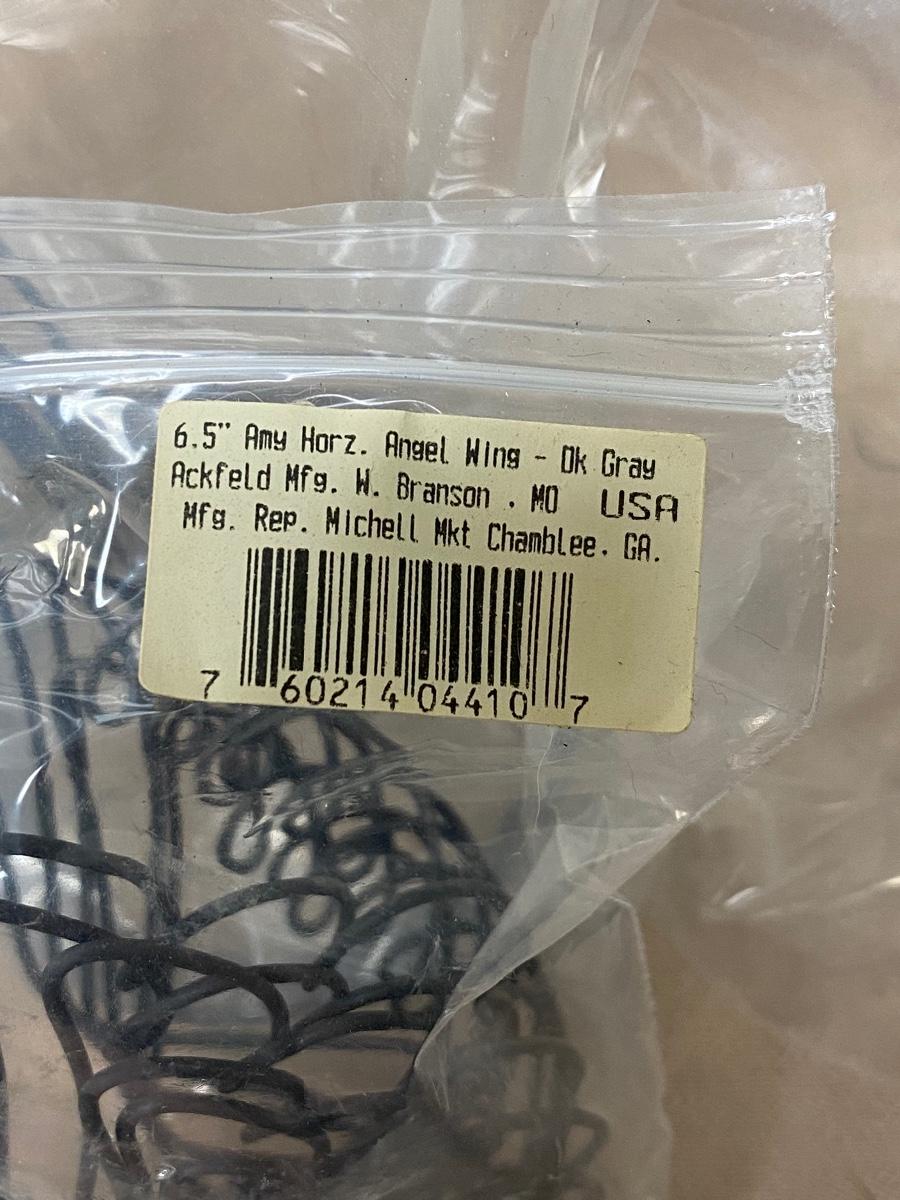 6.5" Amy Horz. Angel Wing - Dk Gray
Ackfeld Mfg. W. Branson . MO USA
Mfg. Rep. Michell Mkt Chamblee. GA.
7 60214 04410 7